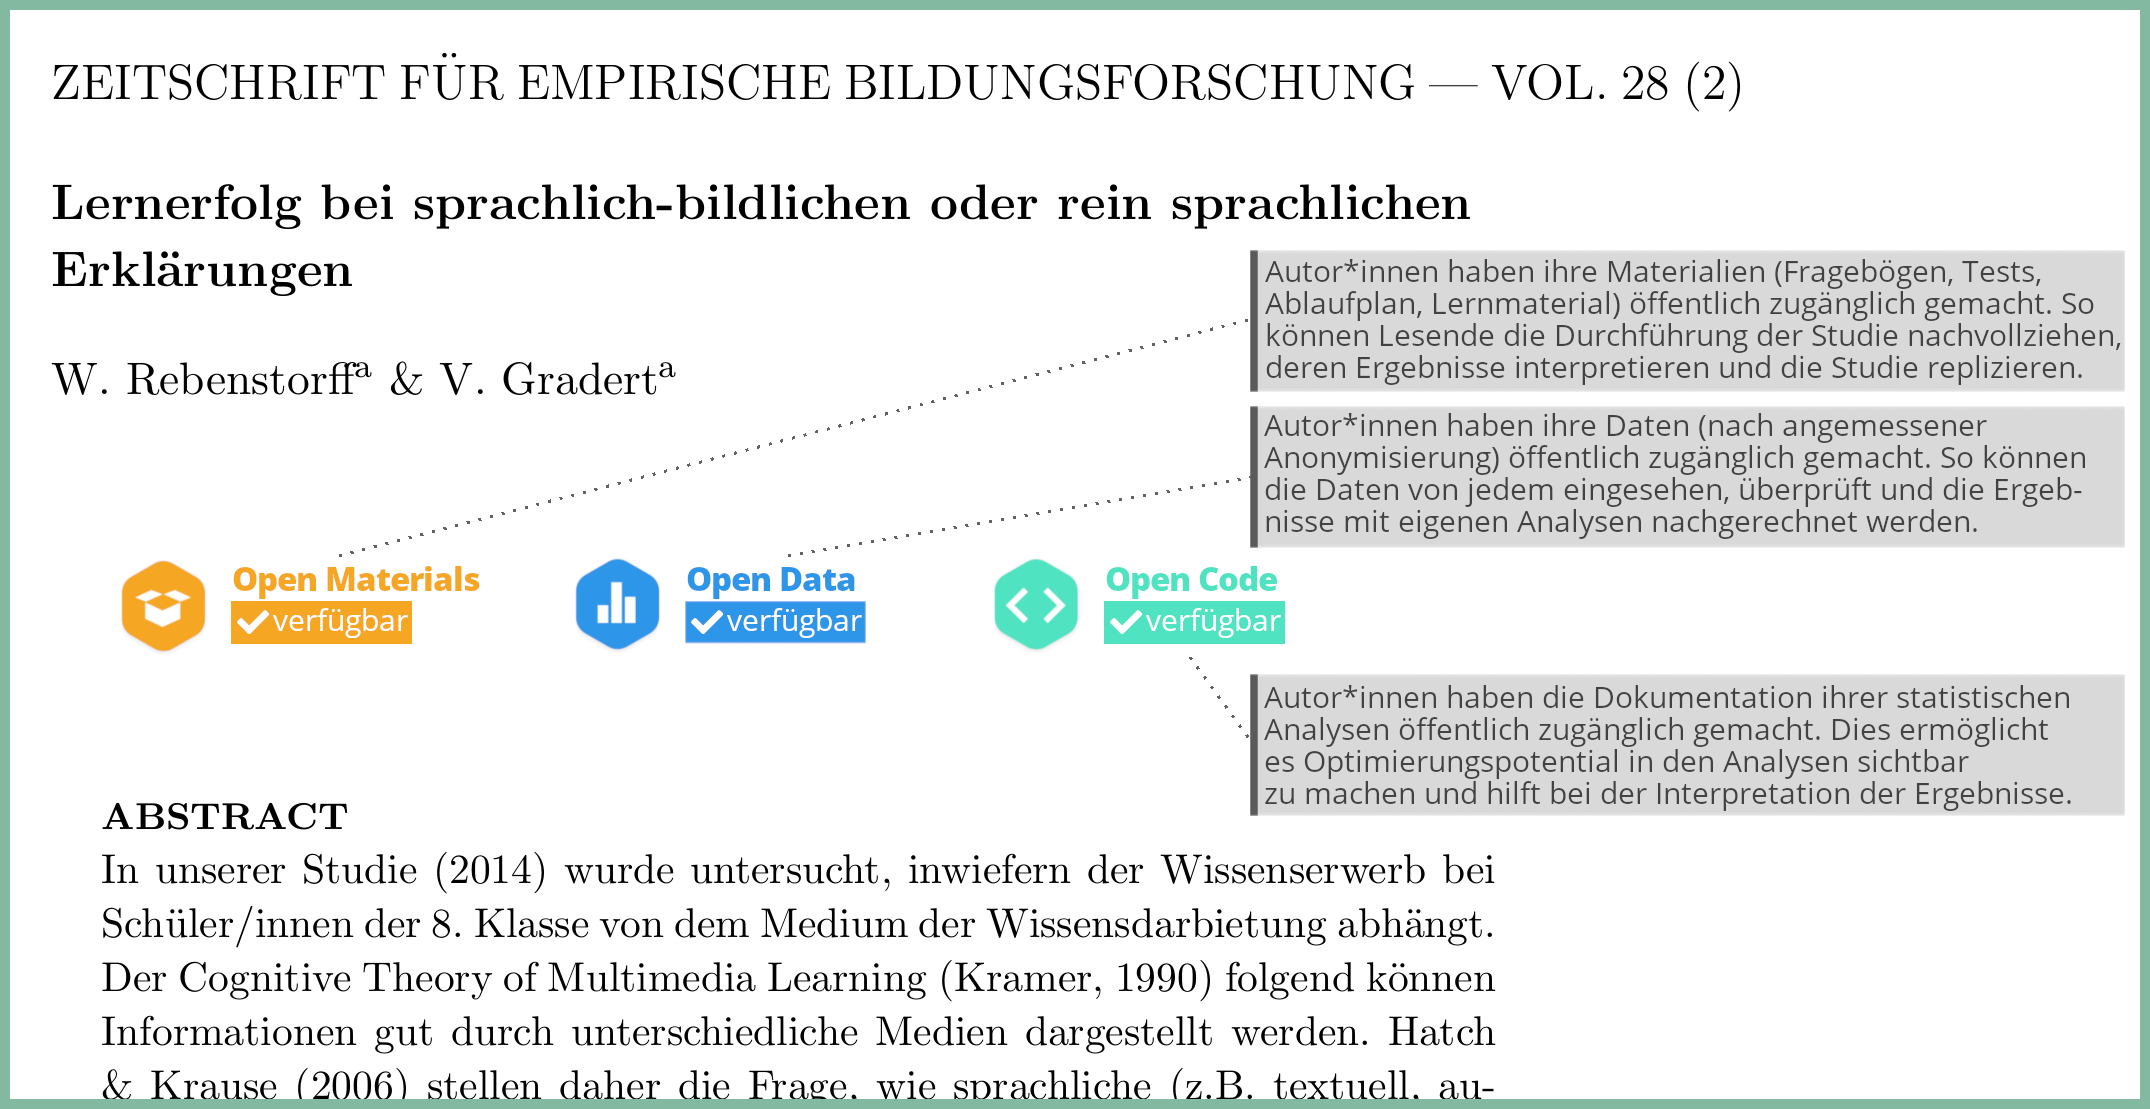 ZEITSCHRIFT FÜR EMPIRISCHE BILDUNGSFORSCHUNG — VOL. 28 (2)
Lernerfolg bei sprachlich-bildlichen oder rein sprachlichen
Erklärungen
W. Rebenstorffᵃ & V. Gradertᵃ
Autor*innen haben ihre Materialien (Fragebögen, Tests,
Ablaufplan, Lernmaterial) öffentlich zugänglich gemacht. So
können Lesende die Durchführung der Studie nachvollziehen,
deren Ergebnisse interpretieren und die Studie replizieren.
Autor*innen haben ihre Daten (nach angemessener
Anonymisierung) öffentlich zugänglich gemacht. So können
die Daten von jedem eingesehen, überprüft und die Ergeb-
nisse mit eigenen Analysen nachgerechnet werden.
Open Materials
verfügbar
Open Data
verfügbar
Open Code
verfügbar
Autor*innen haben die Dokumentation ihrer statistischen
Analysen öffentlich zugänglich gemacht. Dies ermöglicht
es Optimierungspotential in den Analysen sichtbar
zu machen und hilft bei der Interpretation der Ergebnisse.
ABSTRACT
In unserer Studie (2014) wurde untersucht, inwiefern der Wissenserwerb bei
Schüler/innen der 8. Klasse von dem Medium der Wissensdarbietung abhängt.
Der Cognitive Theory of Multimedia Learning (Kramer, 1990) folgend können
Informationen gut durch unterschiedliche Medien dargestellt werden. Hatch
& Krause (2006) stellen daher die Frage, wie sprachliche (z.B. textuell, au-